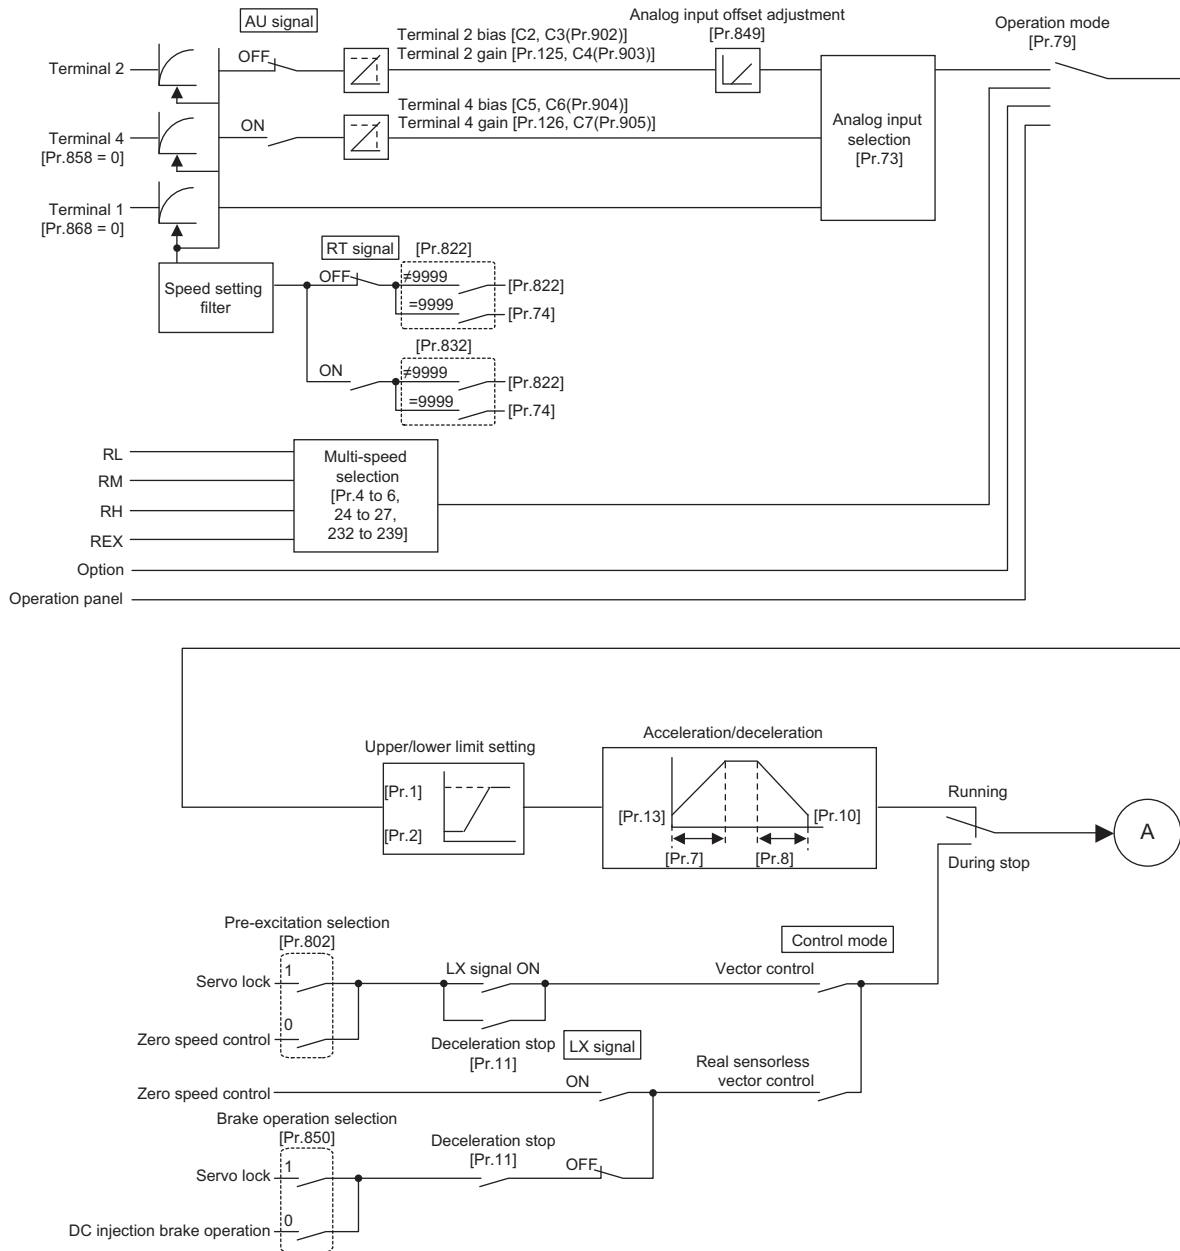 AU signal
Analog input offset adjustment
[Pr.849]
Operation mode
[Pr.79]
Terminal 2
OFF
Terminal 2 bias [C2, C3(Pr.902)]
Terminal 2 gain [Pr.125, C4(Pr.903)]
Terminal 4
[Pr.858 = 0]
ON
Terminal 4 bias [C5, C6(Pr.904)]
Terminal 4 gain [Pr.126, C7(Pr.905)]
Analog input
selection
[Pr.73]
Terminal 1
[Pr.868 = 0]
Speed setting
filter
RT signal
OFF
[Pr.822]
≠9999
[Pr.822]
=9999
[Pr.74]
ON
[Pr.832]
≠9999
[Pr.822]
=9999
[Pr.74]
RL
RM
RH
REX
Multi-speed
selection
[Pr.4 to 6,
24 to 27,
232 to 239]
Option
Operation panel
Upper/lower limit setting
[Pr.1]
[Pr.2]
Acceleration/deceleration
[Pr.13]
[Pr.10]
[Pr.7]
[Pr.8]
Running
During stop
A
Pre-excitation selection
[Pr.802]
Servo lock
1
Zero speed control
0
LX signal ON
Deceleration stop
[Pr.11]
Control mode
Vector control
LX signal
Zero speed control
ON
Real sensorless
vector control
Brake operation selection
[Pr.850]
Servo lock
1
DC injection brake operation
0
Deceleration stop
[Pr.11]
OFF